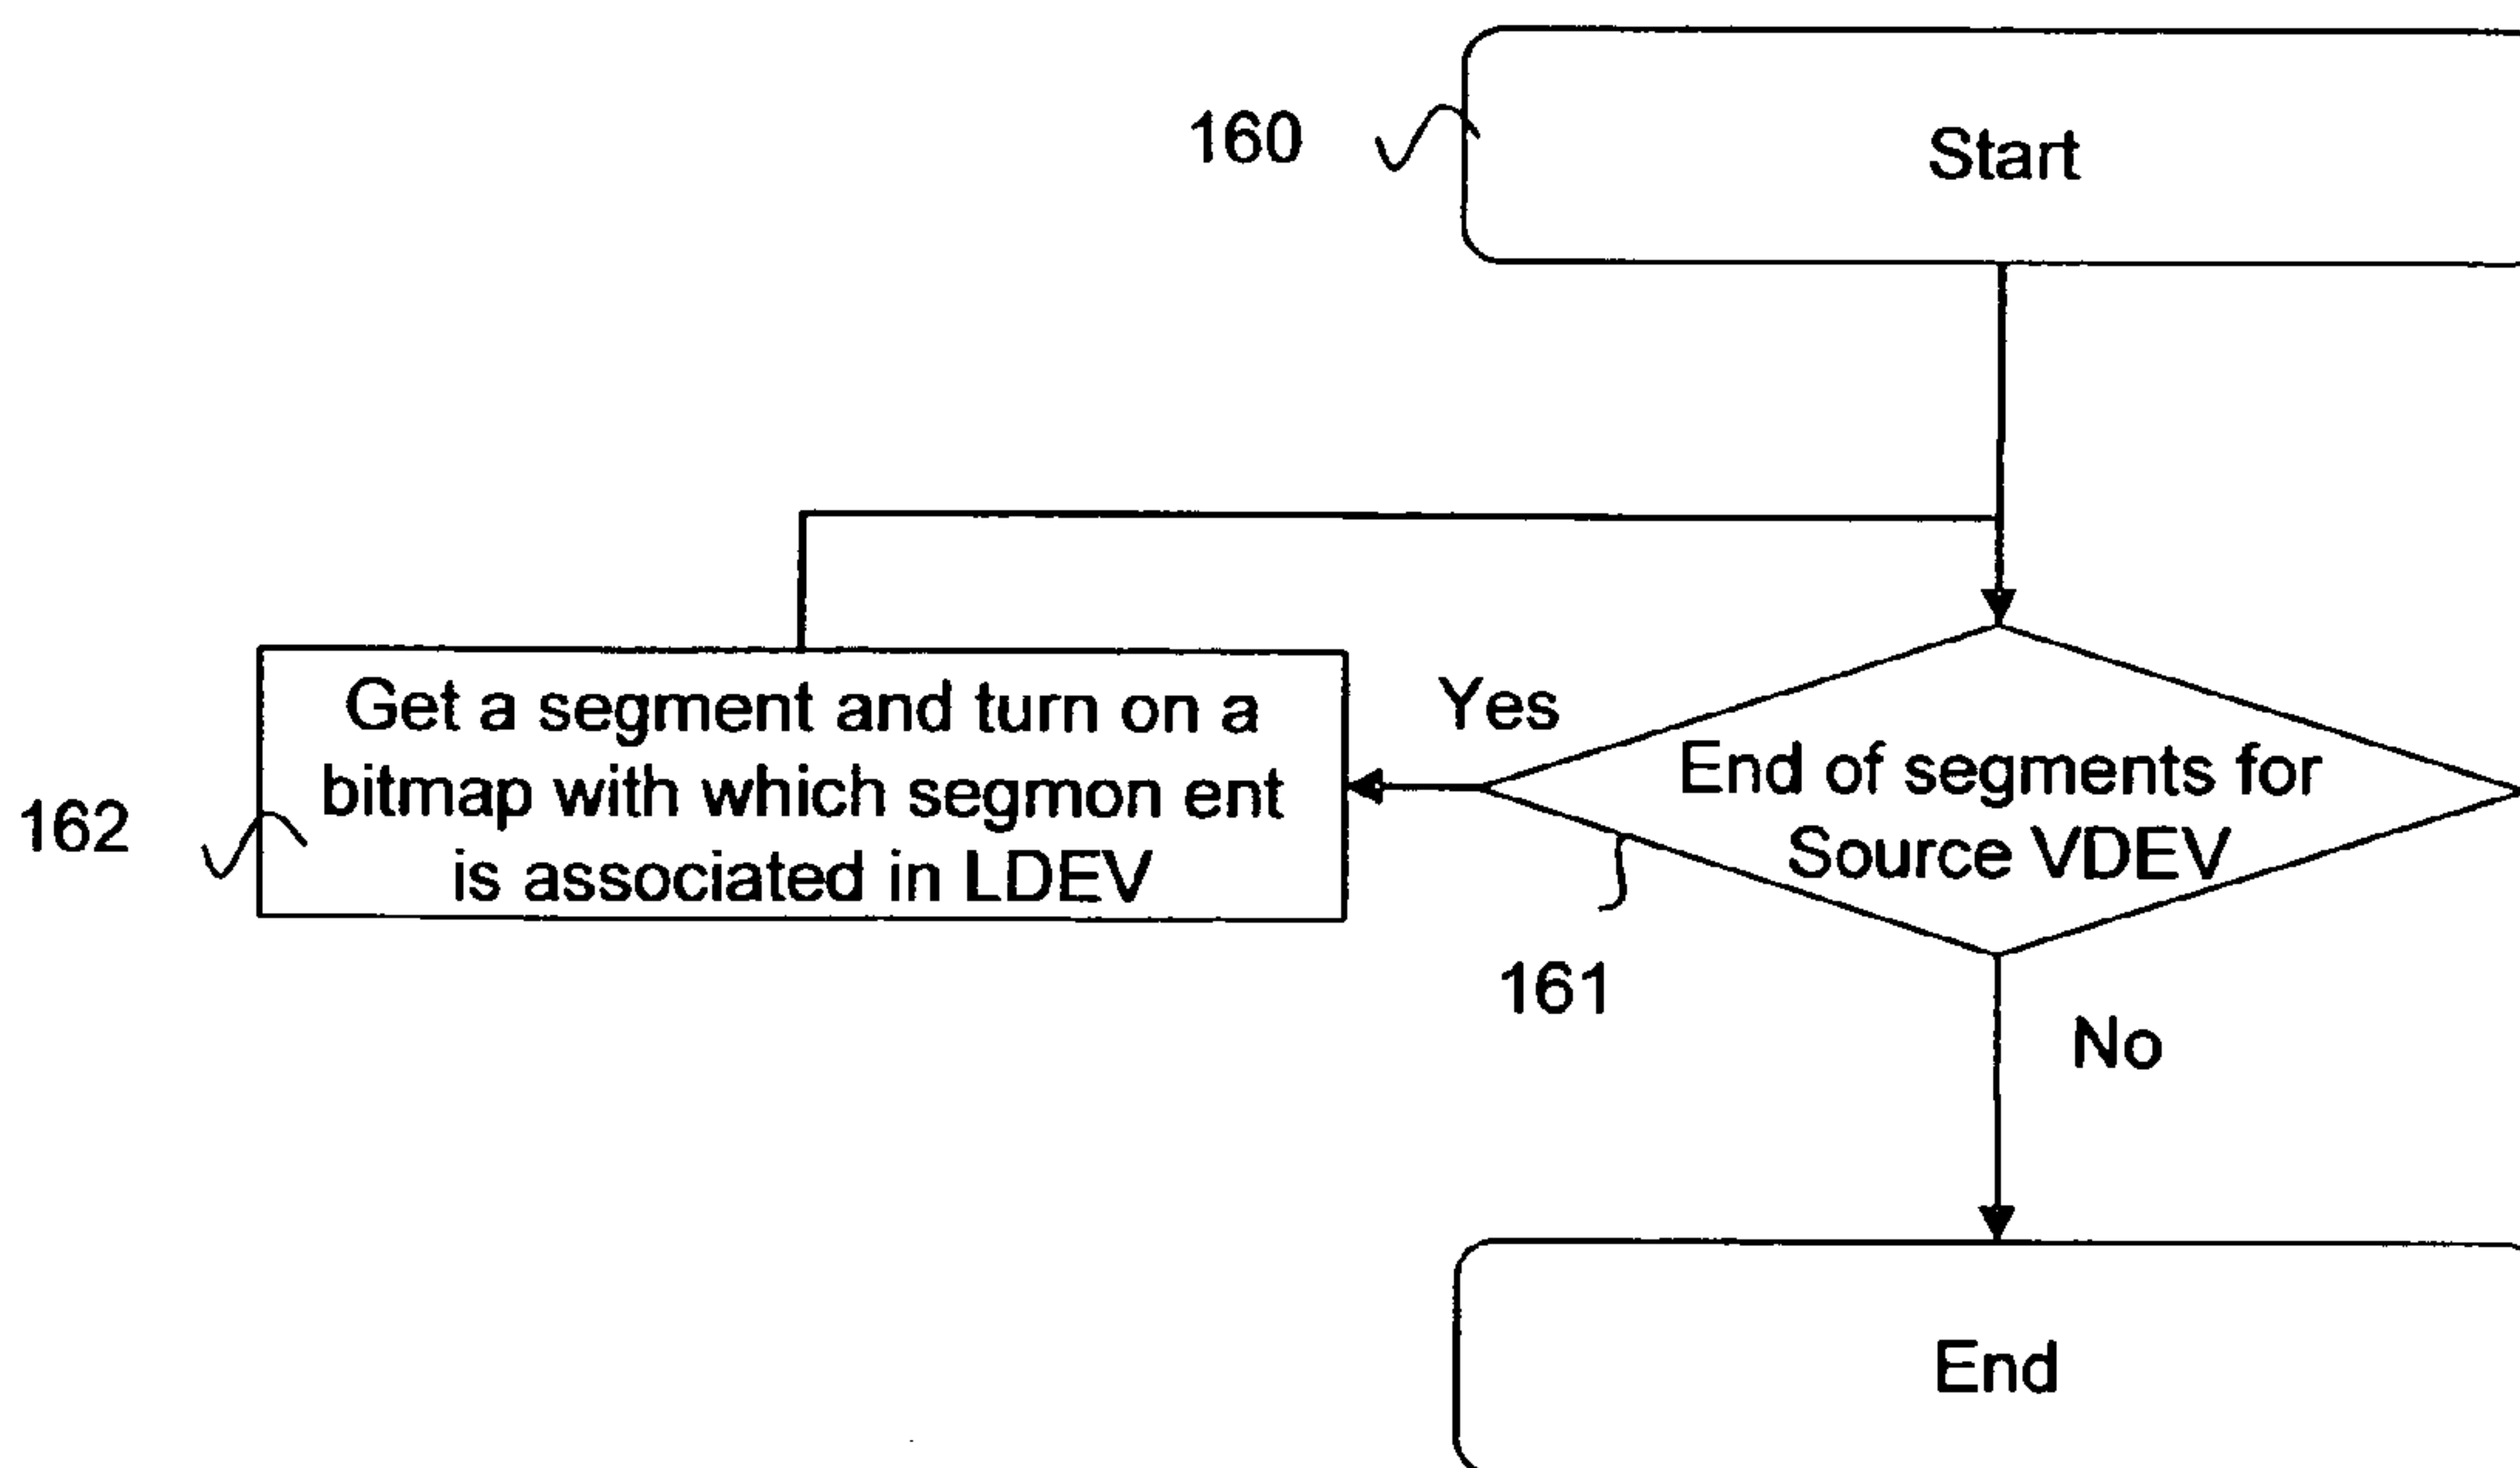 160
Start
Get a segment and turn on a
bitmap with which segmon ent
is associated in LDEV
162
Yes
End of segments for
Source VDEV
161
No
End